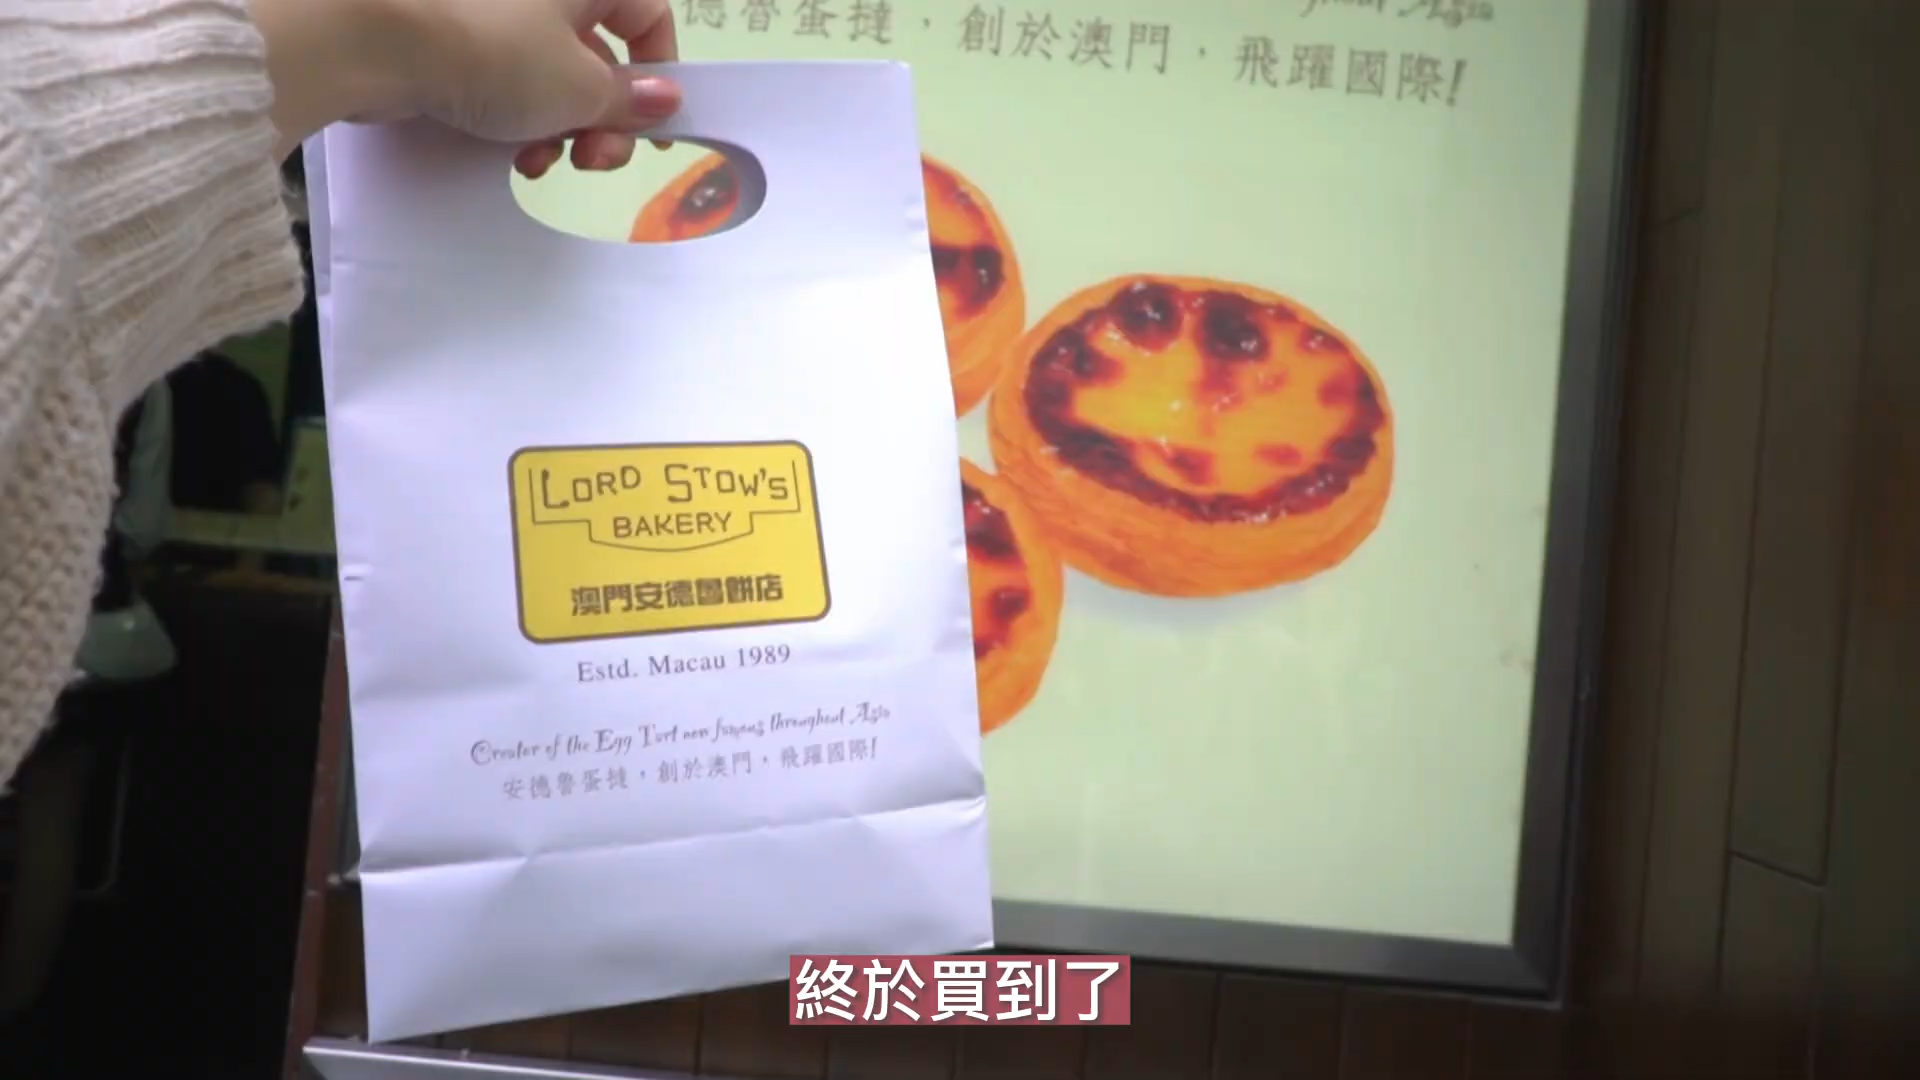 德魯蛋撻，創於澳門，飛躍國際!
LORD STOW'S
BAKERY
澳門安德魯餅店
Estd. Macau 1989
Creator of the Egg Tart now famous throughout Asia
安德魯蛋撻，創於澳門，飛躍國際!
終於買到了